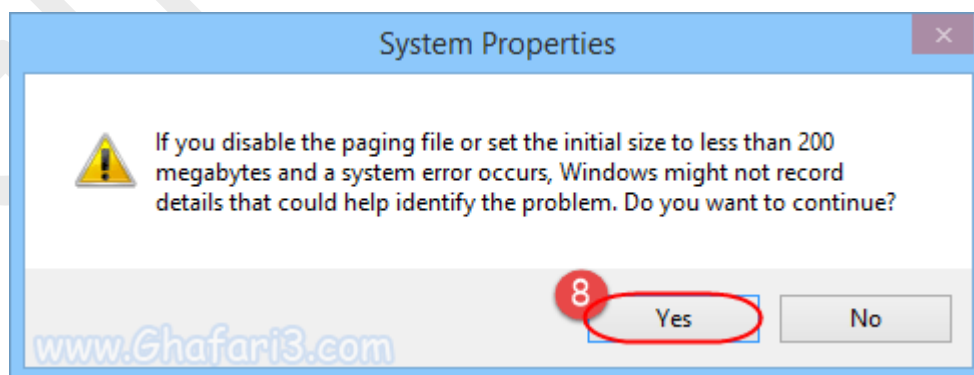 System Properties
If you disable the paging file or set the initial size to less than 200
megabytes and a system error occurs, Windows might not record
details that could help identify the problem. Do you want to continue?
8
Yes
No
www.Ghafari3.com